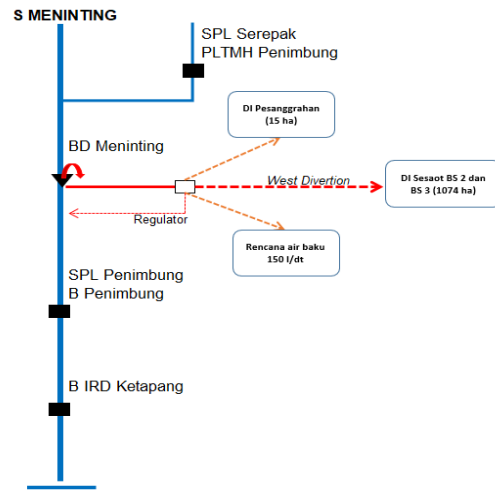 S MENINTING
SPL Serepak
PLTMH Penimbung
DI Pesanggrahan
(15 ha)
BD Meninting
West Divertion
DI Sesaot BS 2 dan
BS 3 (1074 ha)
Regulator
Rencana air baku
150 l/dt
SPL Penimbung
B Penimbung
B IRD Ketapang